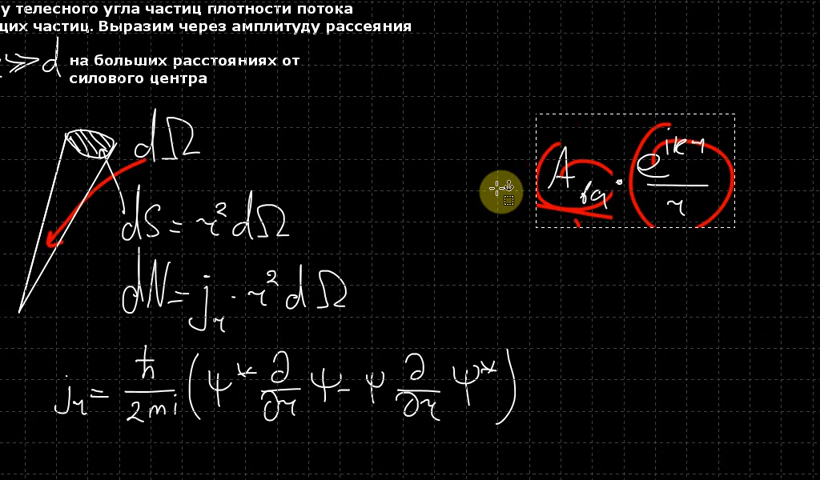 у телесного угла частиц плотности потока
щих частиц. Выразим через амплитуду рассеяния
≫ d на больших расстояниях от
силового центра
dΩ
A · e^{ikr} / r
dS = r² dΩ
dN = j_r · r² dΩ
j_r = ħ / 2mi (ψ* ∂/∂r ψ - ψ ∂/∂r ψ*)